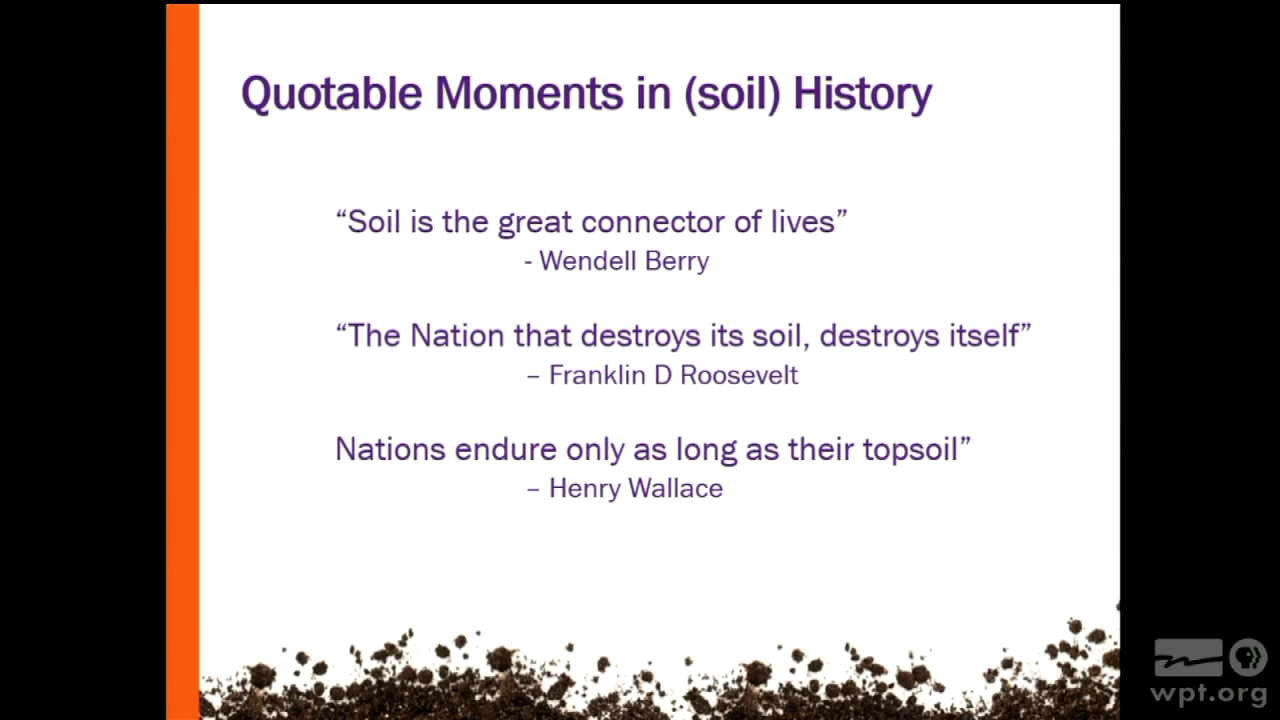 Quotable Moments in (soil) History
“Soil is the great connector of lives”
- Wendell Berry
“The Nation that destroys its soil, destroys itself”
– Franklin D Roosevelt
Nations endure only as long as their topsoil”
– Henry Wallace
wpt.org